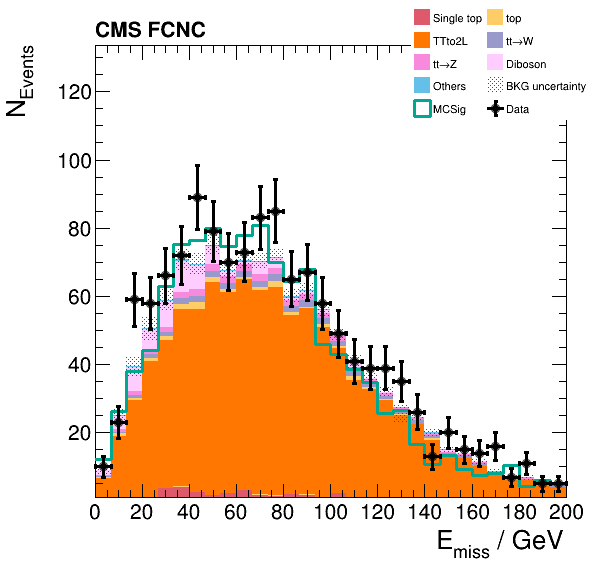 CMS FCNC
Single top
top
TTto2L
tt→W
tt→Z
Diboson
Others
BKG uncertainty
MCSig
Data
N_Events
120
100
80
60
40
20
0 20 40 60 80 100 120 140 160 180 200
E_miss / GeV